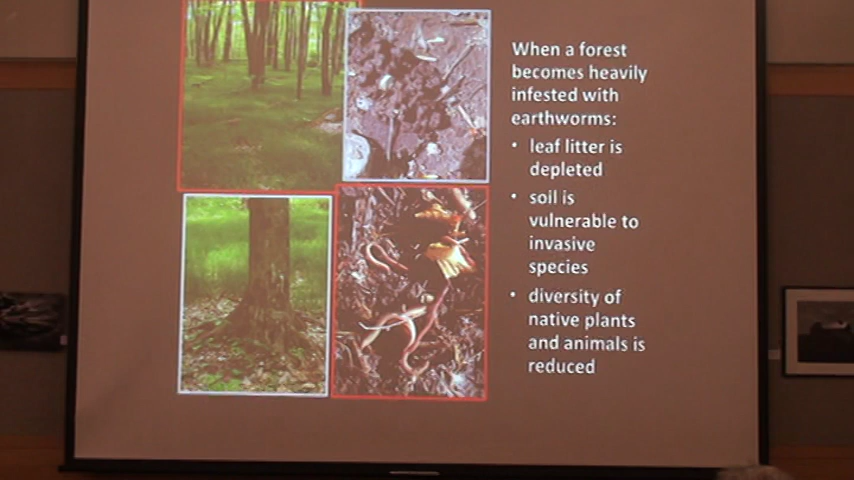 When a forest
becomes heavily
infested with
earthworms:
• leaf litter is
depleted
• soil is
vulnerable to
invasive
species
• diversity of
native plants
and animals is
reduced